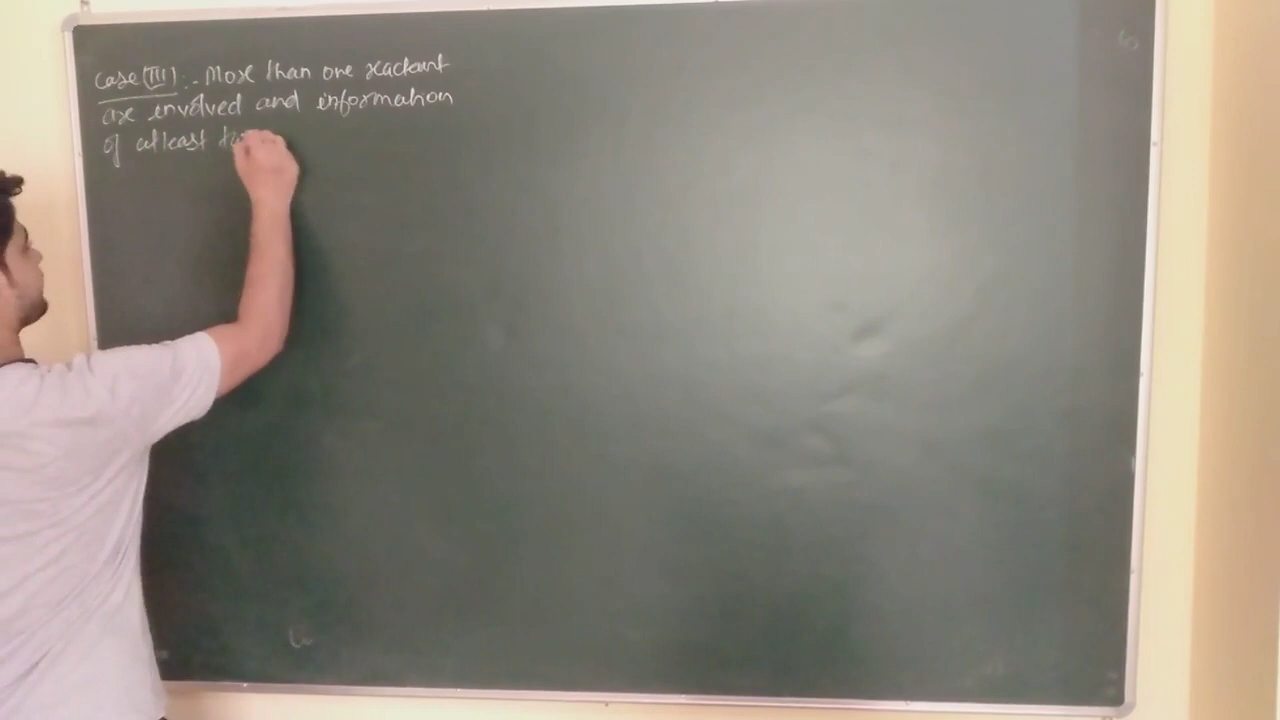 Case (III) :- More than one reactant
are involved and information
of atleast